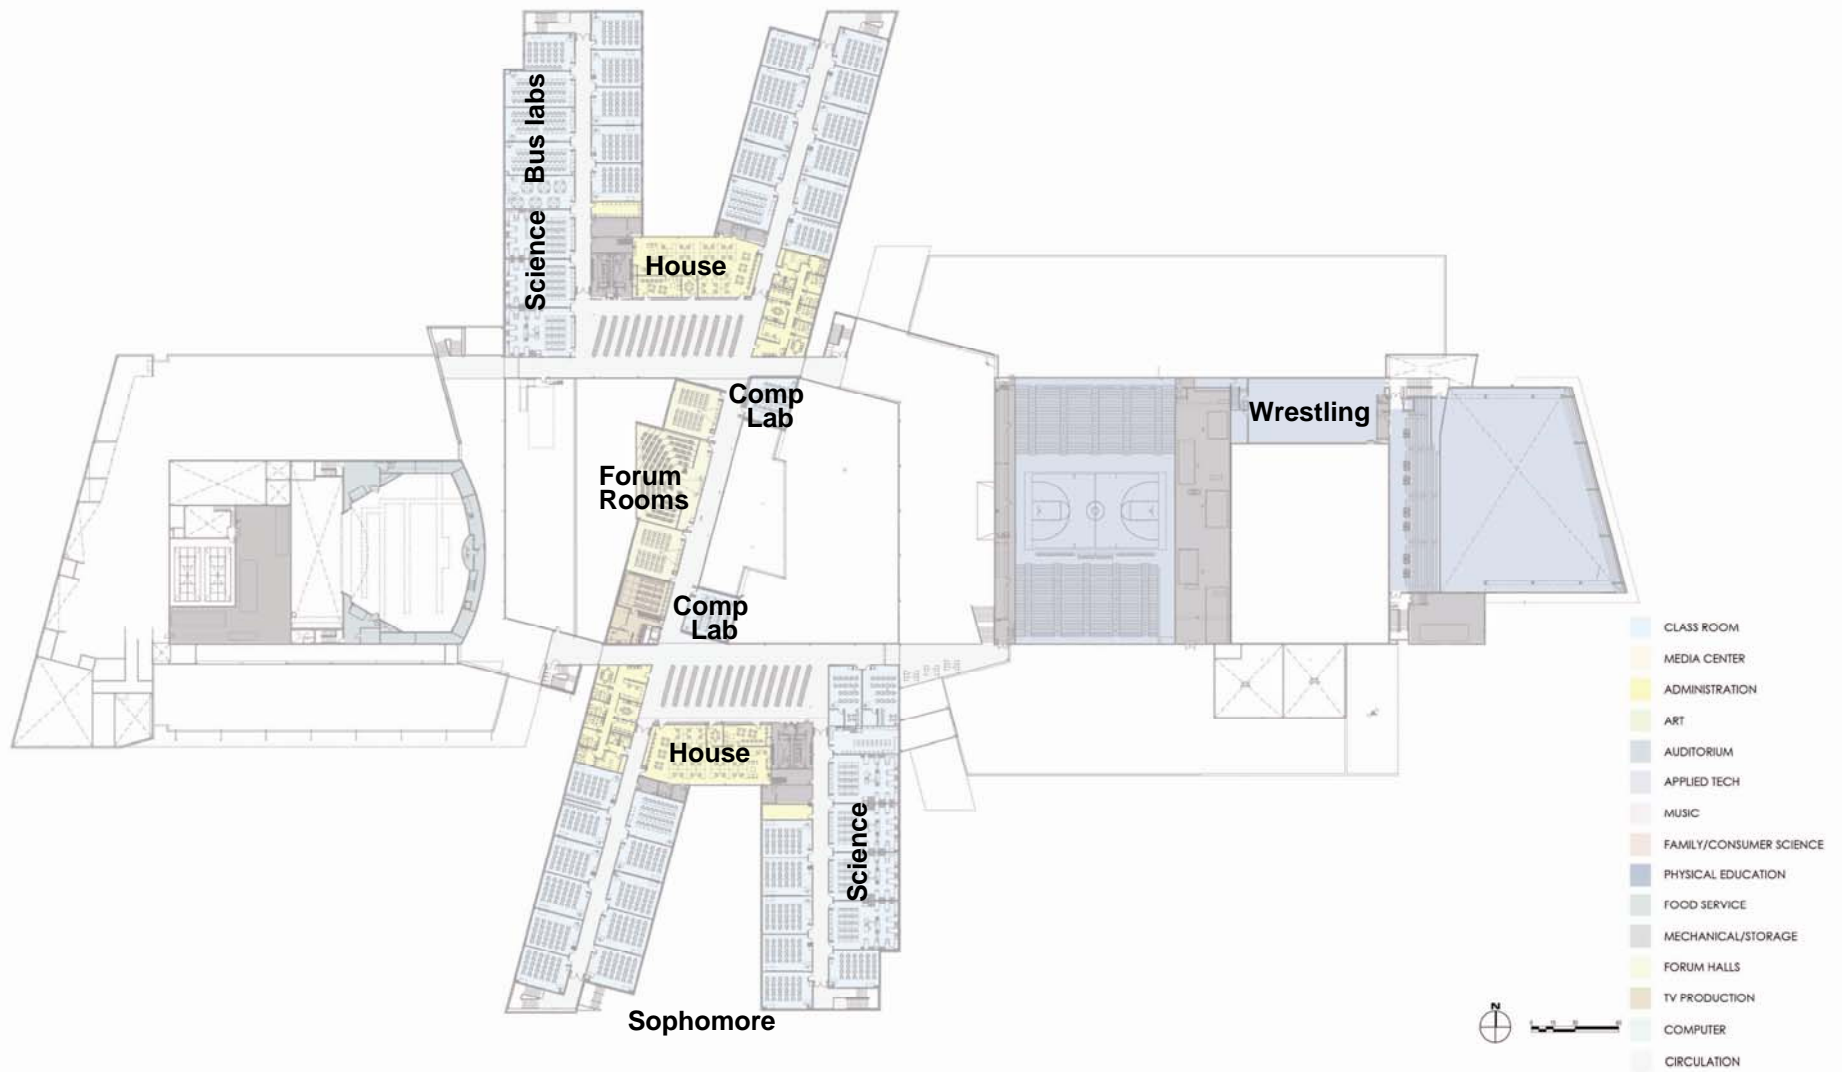 Bus labs
Science
House
Comp
Lab
Wrestling
Forum
Rooms
Comp
Lab
House
Science
Sophomore
CLASS ROOM
MEDIA CENTER
ADMINISTRATION
ART
AUDITORIUM
APPLIED TECH
MUSIC
FAMILY/CONSUMER SCIENCE
PHYSICAL EDUCATION
FOOD SERVICE
MECHANICAL/STORAGE
FORUM HALLS
TV PRODUCTION
COMPUTER
CIRCULATION
N